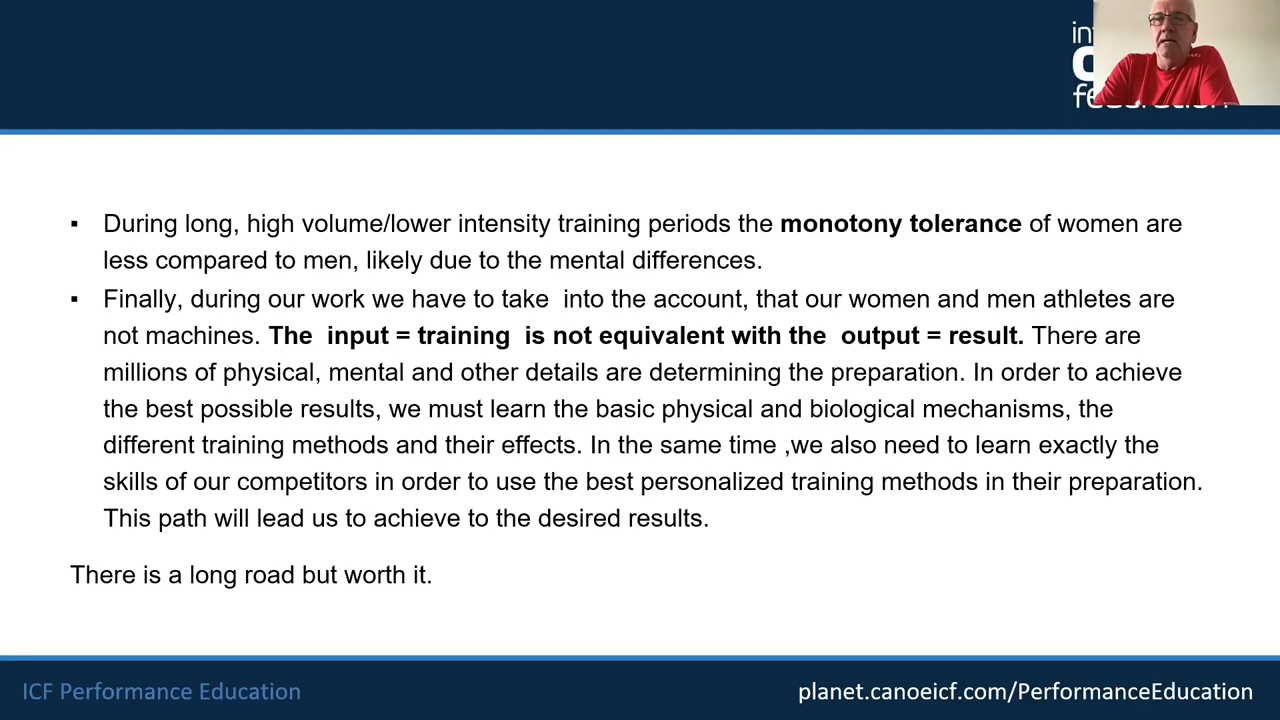 ▪ During long, high volume/lower intensity training periods the monotony tolerance of women are
less compared to men, likely due to the mental differences.
▪ Finally, during our work we have to take  into the account, that our women and men athletes are
not machines. The  input = training  is not equivalent with the  output = result. There are
millions of physical, mental and other details are determining the preparation. In order to achieve
the best possible results, we must learn the basic physical and biological mechanisms, the
different training methods and their effects. In the same time ,we also need to learn exactly the
skills of our competitors in order to use the best personalized training methods in their preparation.
This path will lead us to achieve to the desired results.
There is a long road but worth it.
ICF Performance Education
planet.canoeicf.com/PerformanceEducation